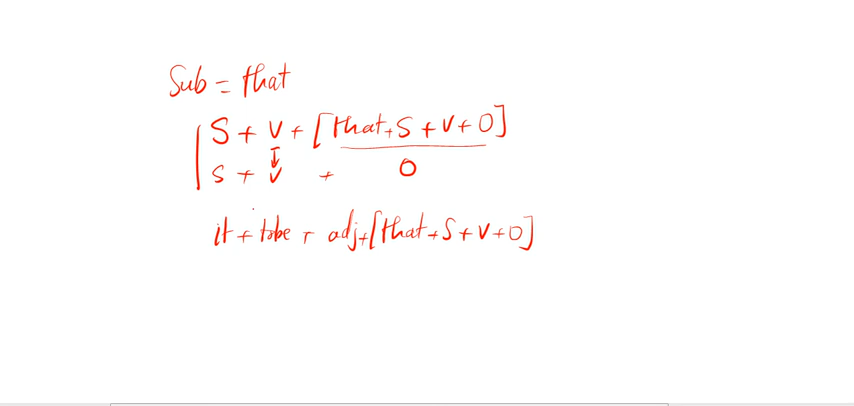 Sub = that
S + V + [that + S + V + O]
S + V + O
it + tobe + adj + [that + S + V + O]